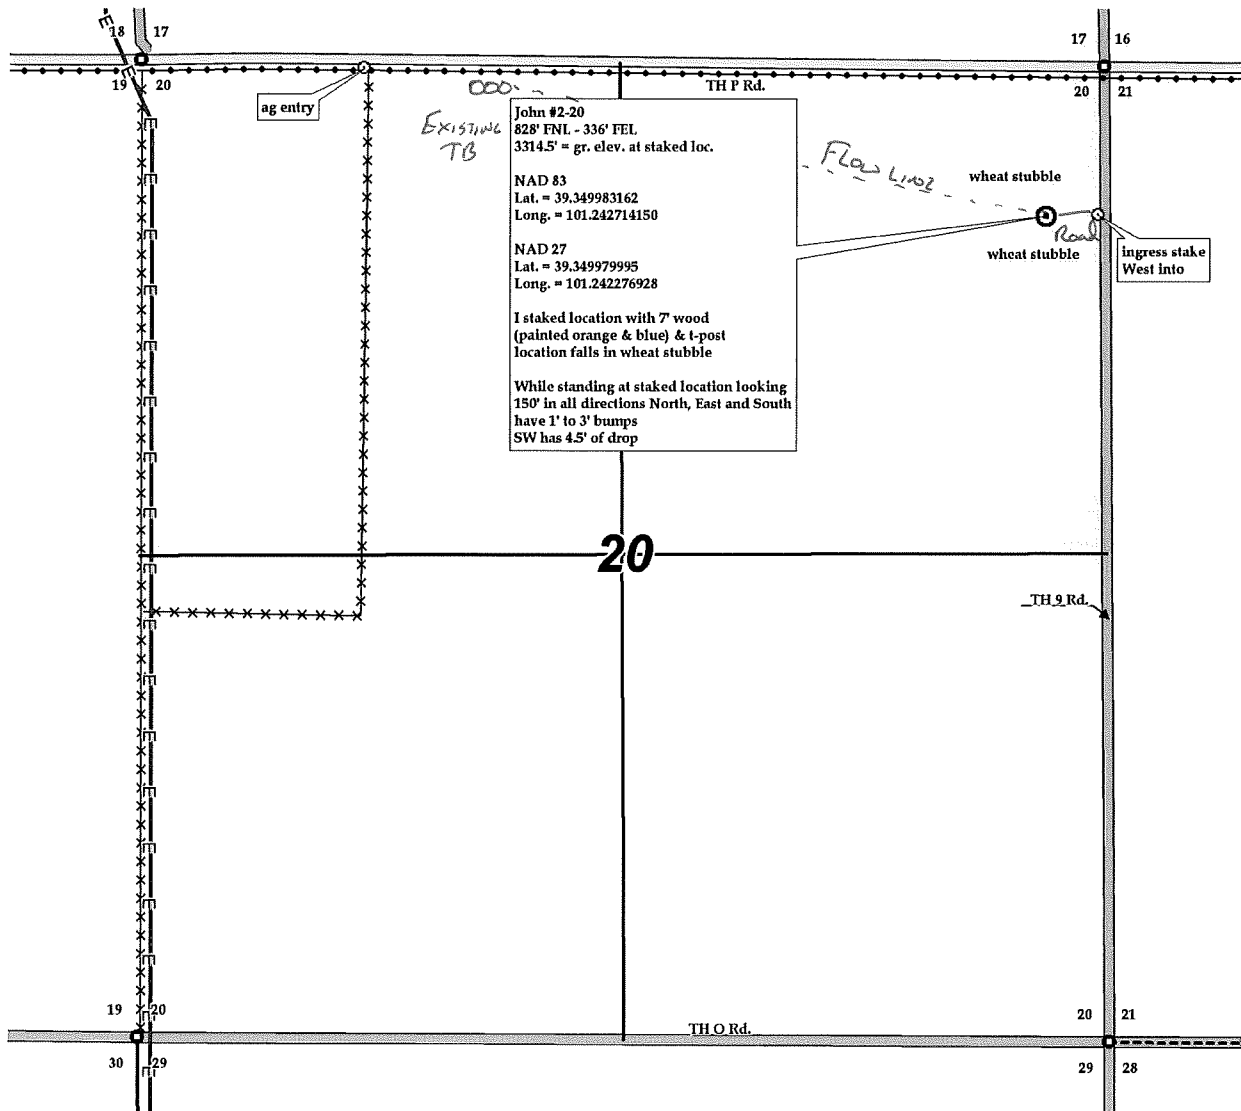 E
18 17
17 16
E
19 20
TH P Rd.
20 21
ag entry
EXISTING
TB
John #2-20
828' FNL - 336' FEL
3314.5' = gr. elev. at staked loc.
NAD 83
Lat. = 39.349983162
Long. = 101.242714150
NAD 27
Lat. = 39.349979995
Long. = 101.242276928
I staked location with 7' wood
(painted orange & blue) & t-post
location falls in wheat stubble
While standing at staked location looking
150' in all directions North, East and South
have 1' to 3' bumps
SW has 4.5' of drop
FLOW LINE
wheat stubble
Road
wheat stubble
ingress stake
West into
20
TH 9 Rd.
19 20
20 21
TH O Rd.
30 29
29 28